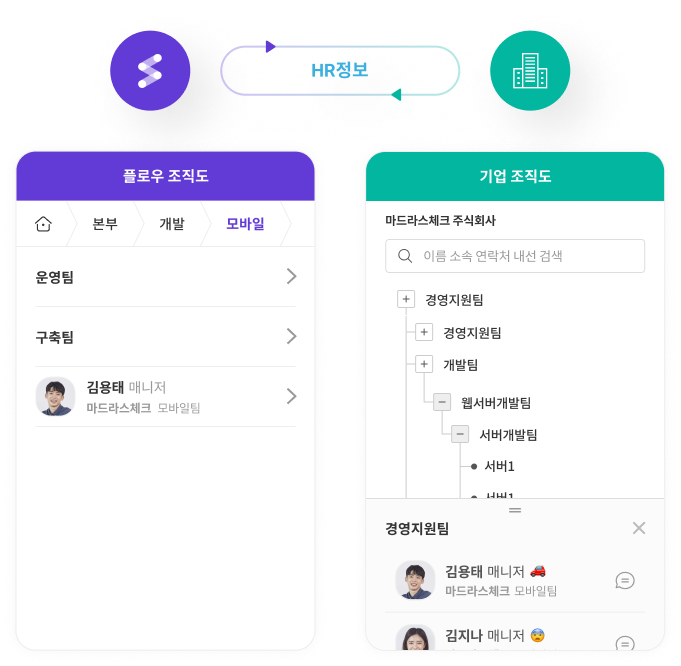 HR정보
플로우 조직도
본부
개발
모바일
운영팀
구축팀
김용태 매니저
마드라스체크 모바일팀
기업 조직도
마드라스체크 주식회사
이름 소속 연락처 내선 검색
경영지원팀
경영지원팀
개발팀
웹서버개발팀
서버개발팀
서버1
서버1
경영지원팀
김용태 매니저
마드라스체크 모바일팀
김지나 매니저